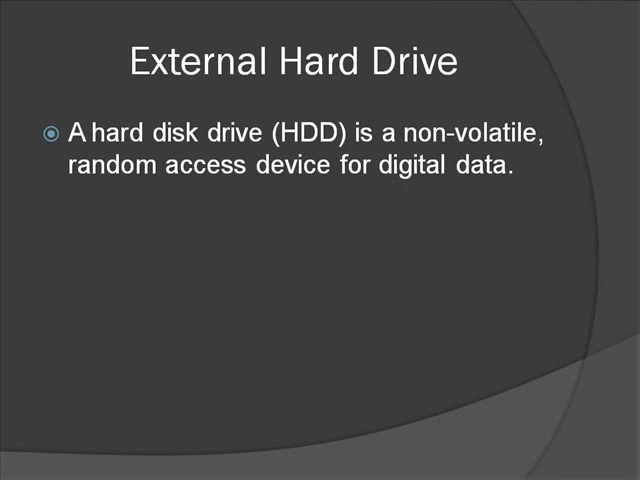 External Hard Drive
A hard disk drive (HDD) is a non-volatile,
random access device for digital data.